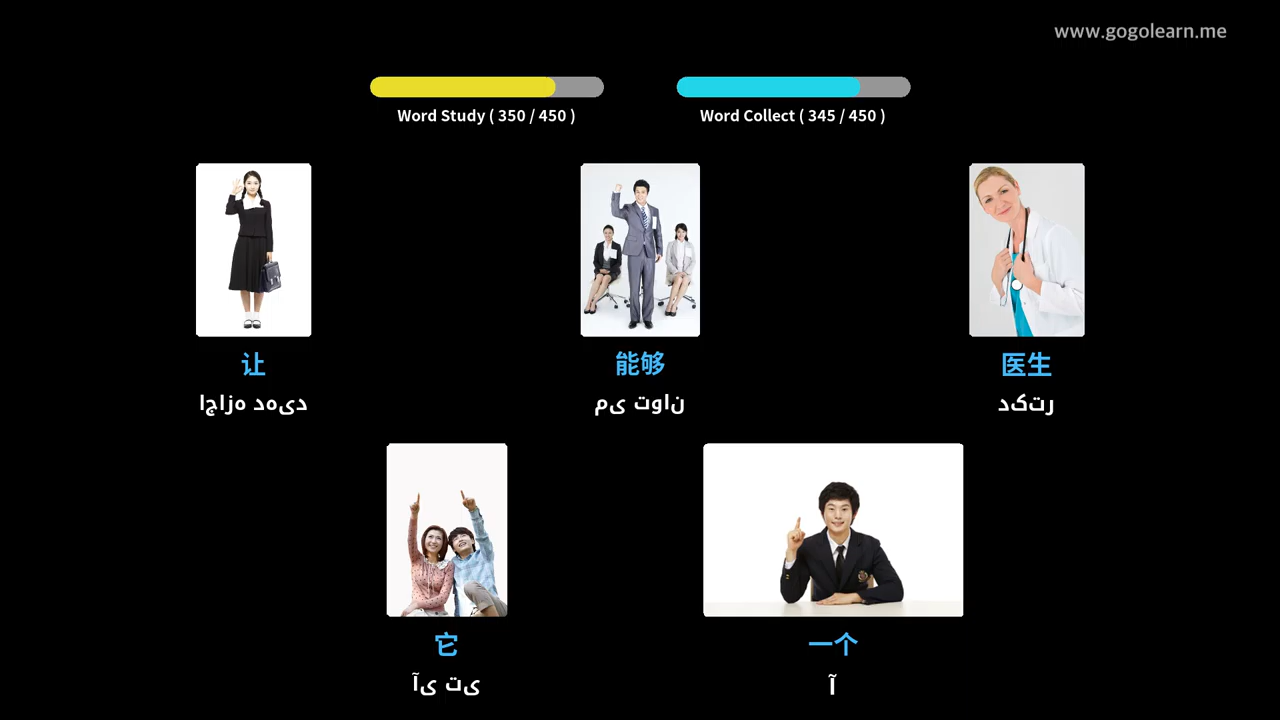 www.gogolearn.me
Word Study ( 350 / 450 )
Word Collect ( 345 / 450 )
让
能够
医生
اجازه دهید
می توان
دکتر
它
一个
آی تی
آ